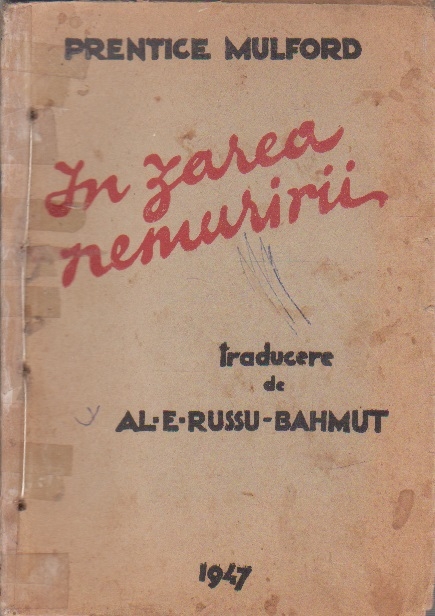 PRENTICE MULFORD
In zarea
nemuririi
traducere
de
AL·E·RUSSU-BAHMUT
1947